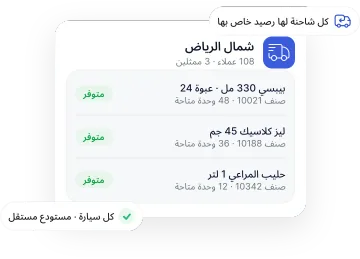 كل شاحنة لها رصيد خاص بها
شمال الرياض
108 عملاء · 3 ممثلين
بيبسي 330 مل · عبوة 24
صنف 10021 · 48 وحدة متاحة
متوفر
ليز كلاسيك 45 جم
صنف 10188 · 36 وحدة متاحة
متوفر
حليب المراعي 1 لتر
صنف 10342 · 12 وحدة متاحة
متوفر
كل سيارة · مستودع مستقل